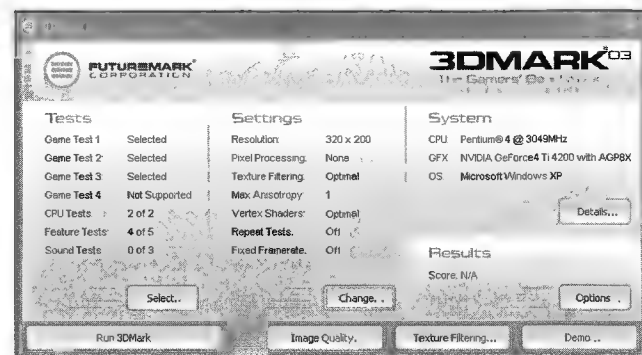 FUTUREMARK
CORPORATION
3DMARK03
The Gamers'
Tests
Game Test 1 Selected
Game Test 2 Selected
Game Test 3 Selected
Game Test 4 Not Supported
CPU Tests 2 of 2
Feature Tests 4 of 5
Sound Tests 0 of 3
Select..
Settings
Resolution: 320 x 200
Pixel Processing. None
Texture Filtering. Optimal
Max Anisotropy 1
Vertex Shaders: Optimal
Repeat Tests. Off
Fixed Framerate. Off
Change. .
System
CPU Pentium® 4 @ 3049MHz
GFX NVIDIA GeForce4 Ti 4200 with AGP8X
OS Microsoft Windows XP
Details...
Results
Score. N/A
Options .
Run 3DMark
Image Quality.
Texture Filtering...
Demo ..